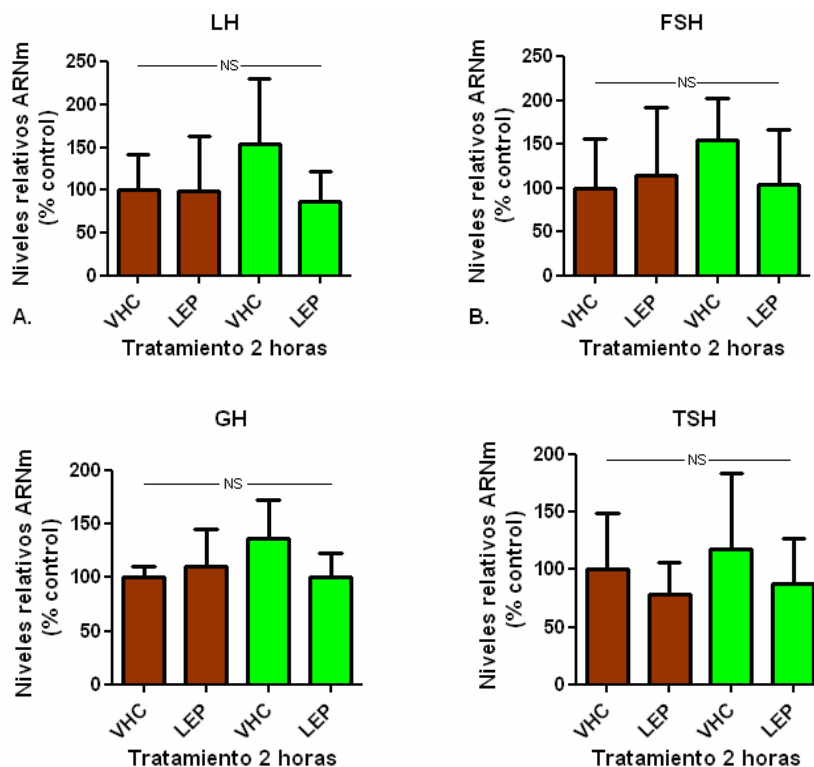 LH
Niveles relativos ARNm
(% control)
250
200
150
100
50
0
NS
VHC
LEP
VHC
LEP
A.
Tratamiento 2 horas
FSH
Niveles relativos ARNm
(% control)
250
200
150
100
50
0
NS
VHC
LEP
VHC
LEP
B.
Tratamiento 2 horas
GH
Niveles relativos ARNm
(% control)
200
150
100
50
0
NS
VHC
LEP
VHC
LEP
Tratamiento 2 horas
TSH
Niveles relativos ARNm
(% control)
200
150
100
50
0
NS
VHC
LEP
VHC
LEP
Tratamiento 2 horas